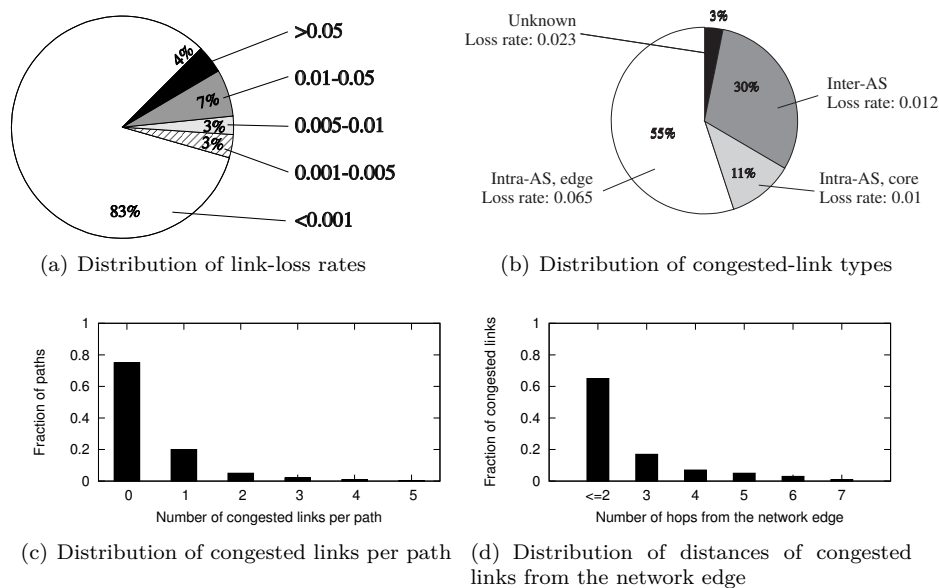 >0.05
4%
0.01-0.05
7%
0.005-0.01
3%
0.001-0.005
3%
<0.001
83%
(a) Distribution of link-loss rates
Unknown
Loss rate: 0.023
3%
Inter-AS
Loss rate: 0.012
30%
Intra-AS, edge
Loss rate: 0.065
55%
Intra-AS, core
Loss rate: 0.01
11%
(b) Distribution of congested-link types
Fraction of paths
1
0.8
0.6
0.4
0.2
0
0 1 2 3 4 5
Number of congested links per path
(c) Distribution of congested links per path
Fraction of congested links
1
0.8
0.6
0.4
0.2
0
<=2 3 4 5 6 7
Number of hops from the network edge
(d) Distribution of distances of congested
links from the network edge